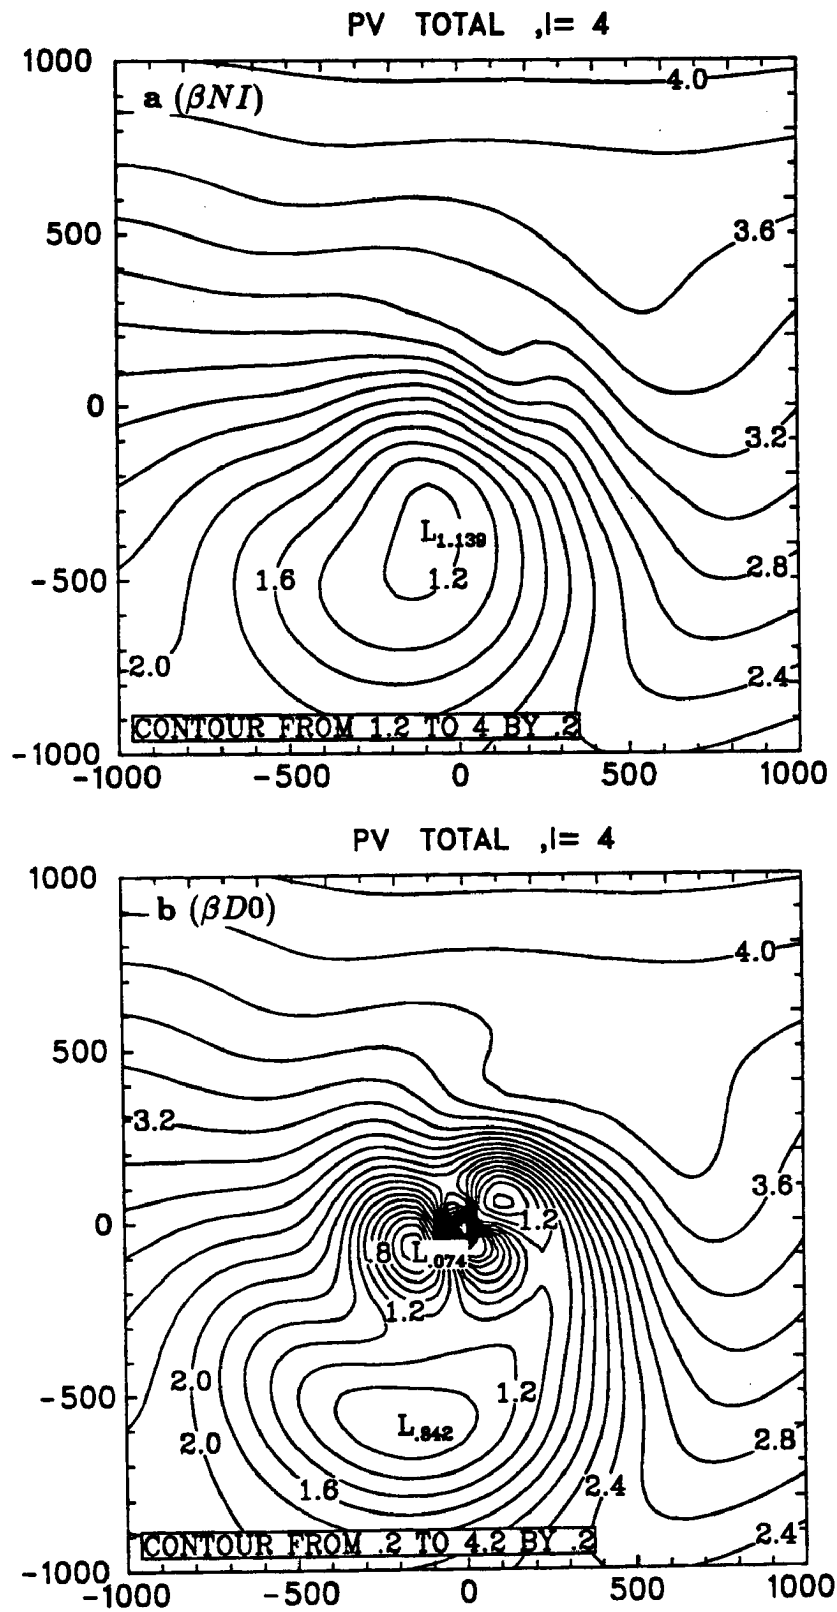 PV TOTAL ,I= 4
1000
a (βNI)
4.0
500
3.6
0
3.2
L1.139
-500
1.6
1.2
2.8
2.0
2.4
CONTOUR FROM 1.2 TO 4 BY .2
-1000
-1000 -500 0 500 1000
PV TOTAL ,I= 4
1000
b (βD0)
4.0
500
3.2
3.6
0
1.2
.8
L.074
1.2
-500
2.0
1.2
L.842
2.0
2.8
1.6
2.4
2.4
CONTOUR FROM .2 TO 4.2 BY .2
-1000
-1000 -500 0 500 1000